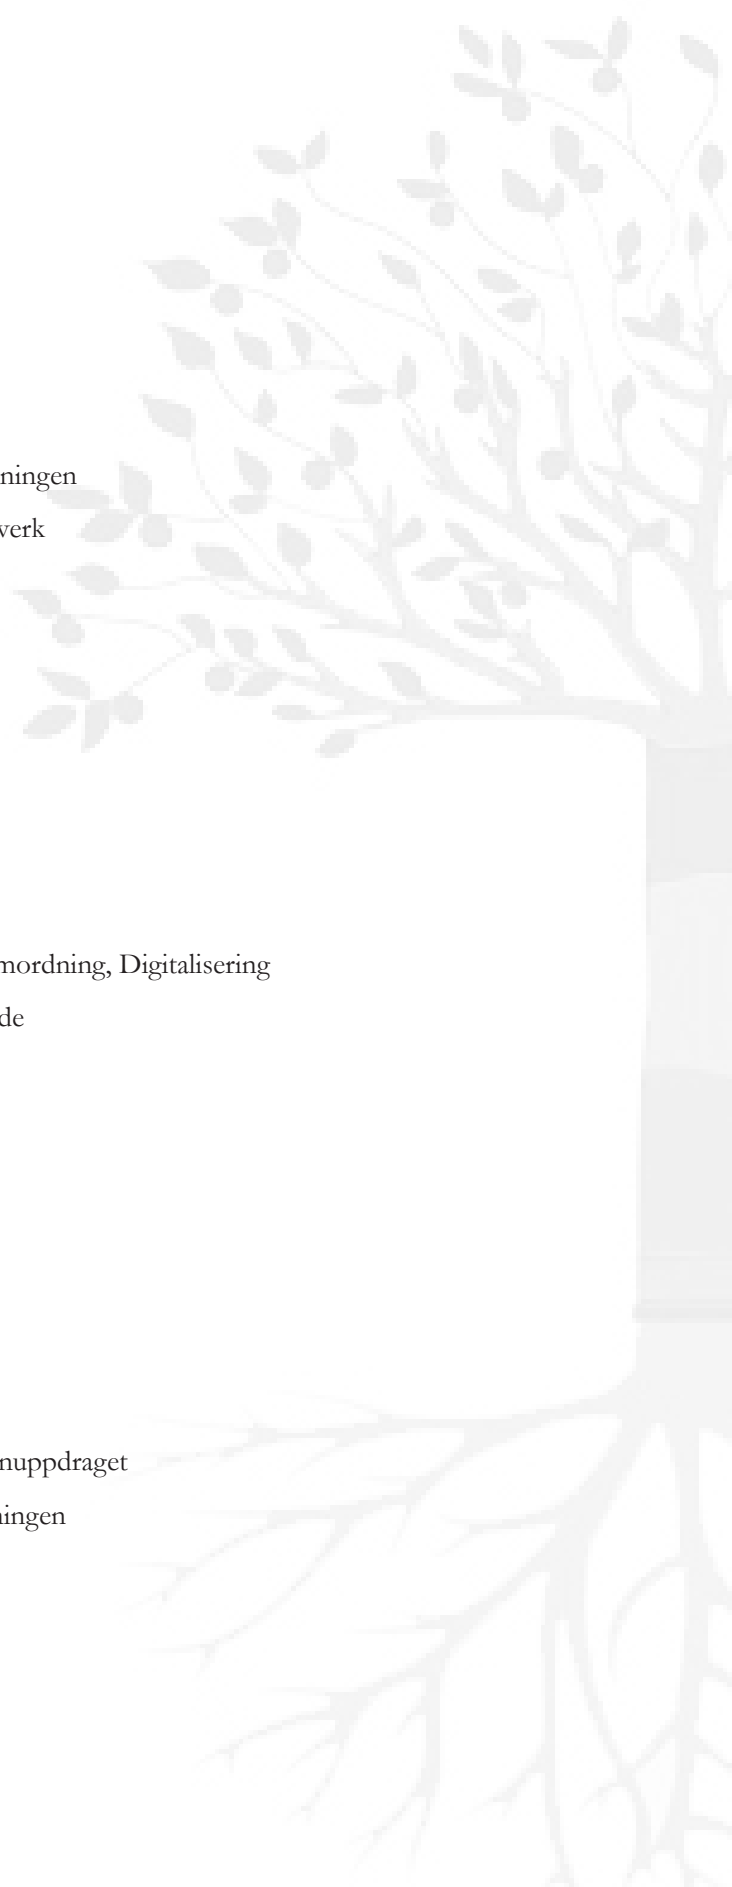 ningen
verk
mordning, Digitalisering
de
nuppdraget
ningen